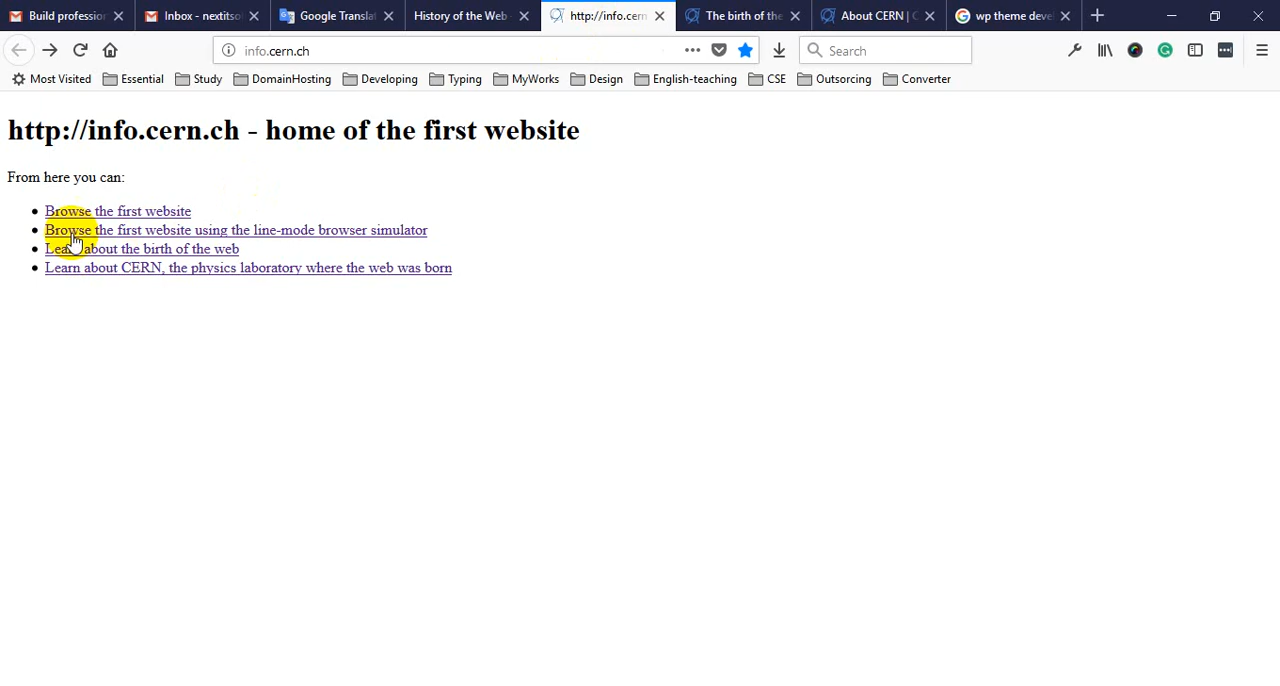 Build profession
Inbox - nextitso
Google Translat
History of the Web
http://info.cern
The birth of the
About CERN | C
wp theme deve
info.cern.ch
Search
Most Visited
Essential
Study
DomainHosting
Developing
Typing
MyWorks
Design
English-teaching
CSE
Outsorcing
Converter
http://info.cern.ch - home of the first website
From here you can:
Browse the first website
Browse the first website using the line-mode browser simulator
Learn about the birth of the web
Learn about CERN, the physics laboratory where the web was born